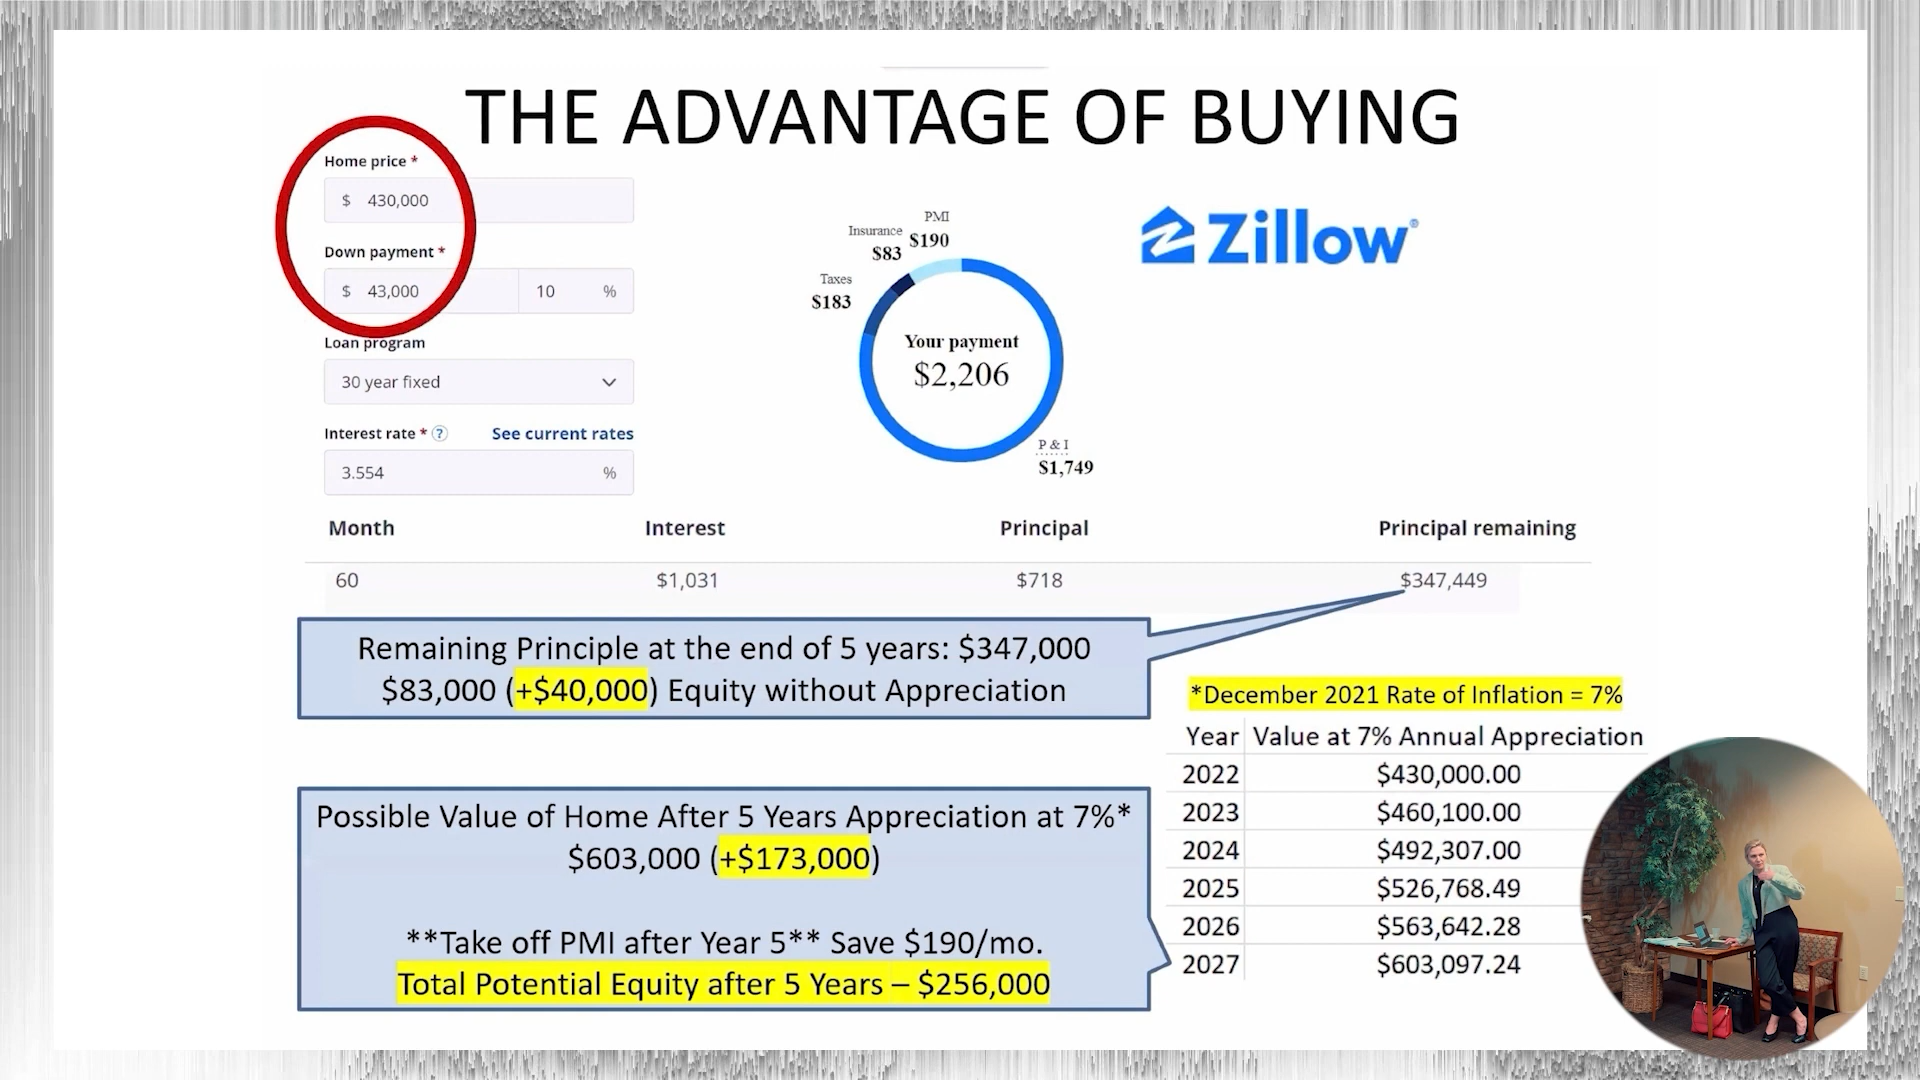 THE ADVANTAGE OF BUYING
Home price *
$ 430,000
Down payment *
$ 43,000 10 %
Loan program
30 year fixed
Interest rate * ? See current rates
3.554 %
PMI
$190
Insurance
$83
Taxes
$183
Your payment
$2,206
P & I
$1,749
Zillow®
Month Interest Principal Principal remaining
60 $1,031 $718 $347,449
Remaining Principle at the end of 5 years: $347,000
$83,000 (+$40,000) Equity without Appreciation
Possible Value of Home After 5 Years Appreciation at 7%*
$603,000 (+$173,000)
**Take off PMI after Year 5** Save $190/mo.
Total Potential Equity after 5 Years – $256,000
*December 2021 Rate of Inflation = 7%
Year Value at 7% Annual Appreciation
2022 $430,000.00
2023 $460,100.00
2024 $492,307.00
2025 $526,768.49
2026 $563,642.28
2027 $603,097.24